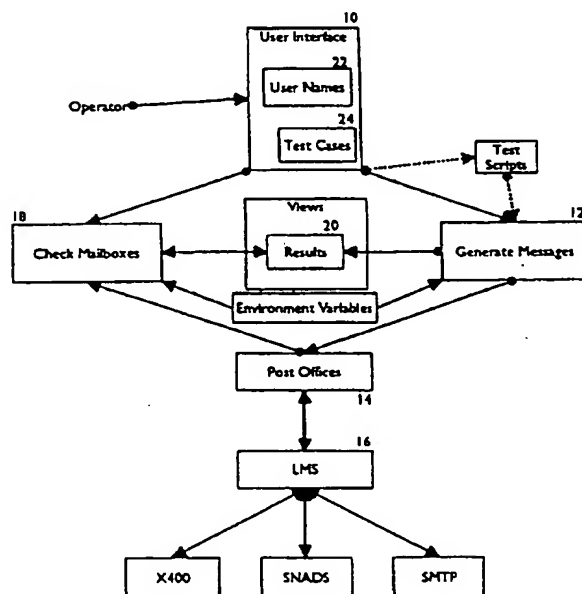 10
User Interface
22
User Names
Operator
24
Test Cases
Test
Scripts
18
Views
12
20
Check Mailboxes
Results
Generate Messages
Environment Variables
Post Offices
14
16
LMS
X400
SNADS
SMTP